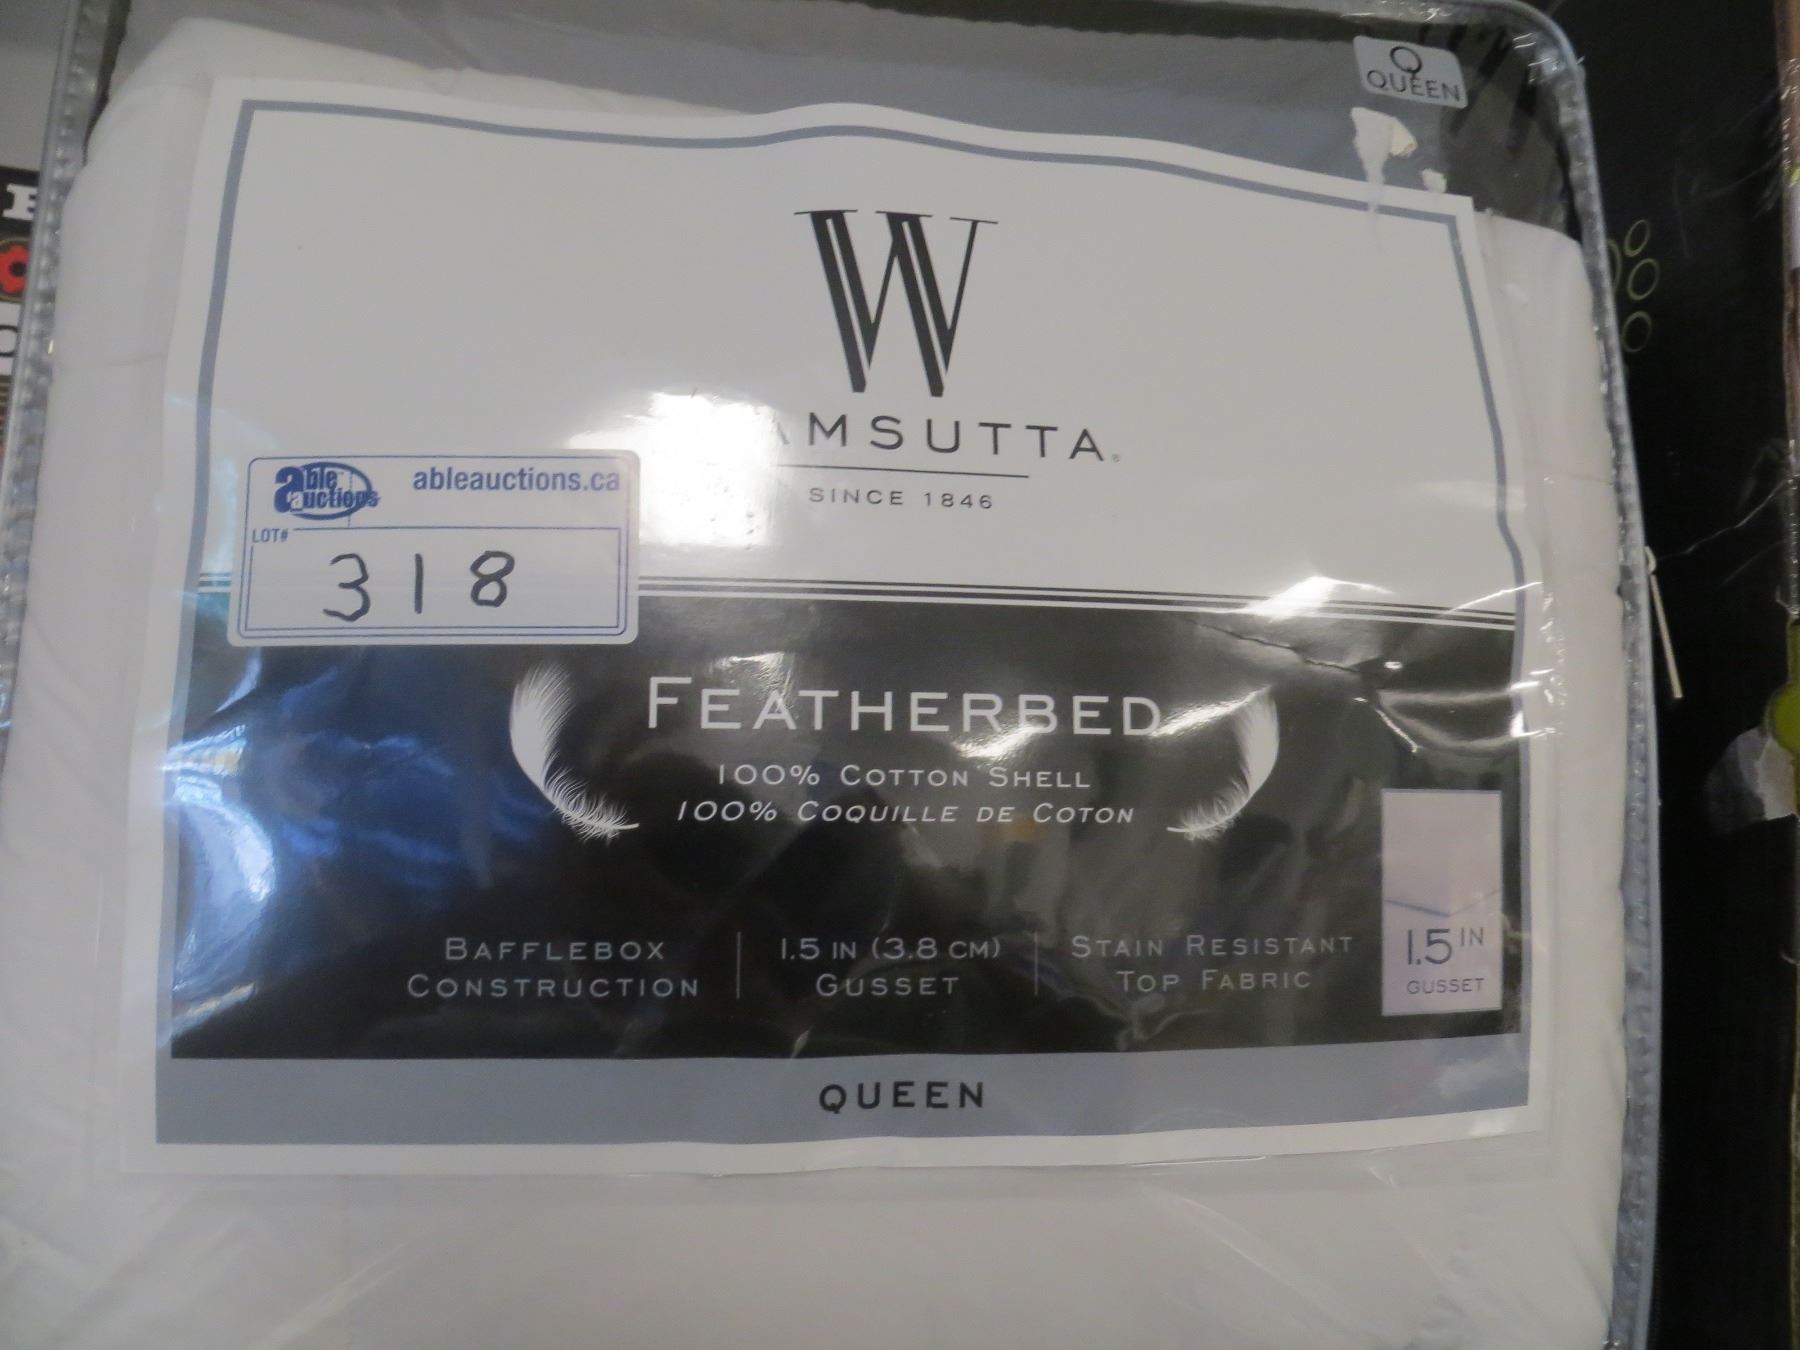 Q
QUEEN
W
AMSUTTA®
SINCE 1846
able auctions
ableauctions.ca
LOT#
318
FEATHERBED
100% COTTON SHELL
100% COQUILLE DE COTON
BAFFLEBOX
CONSTRUCTION
1.5 IN (3.8 CM)
GUSSET
STAIN RESISTANT
TOP FABRIC
1.5 IN
GUSSET
QUEEN